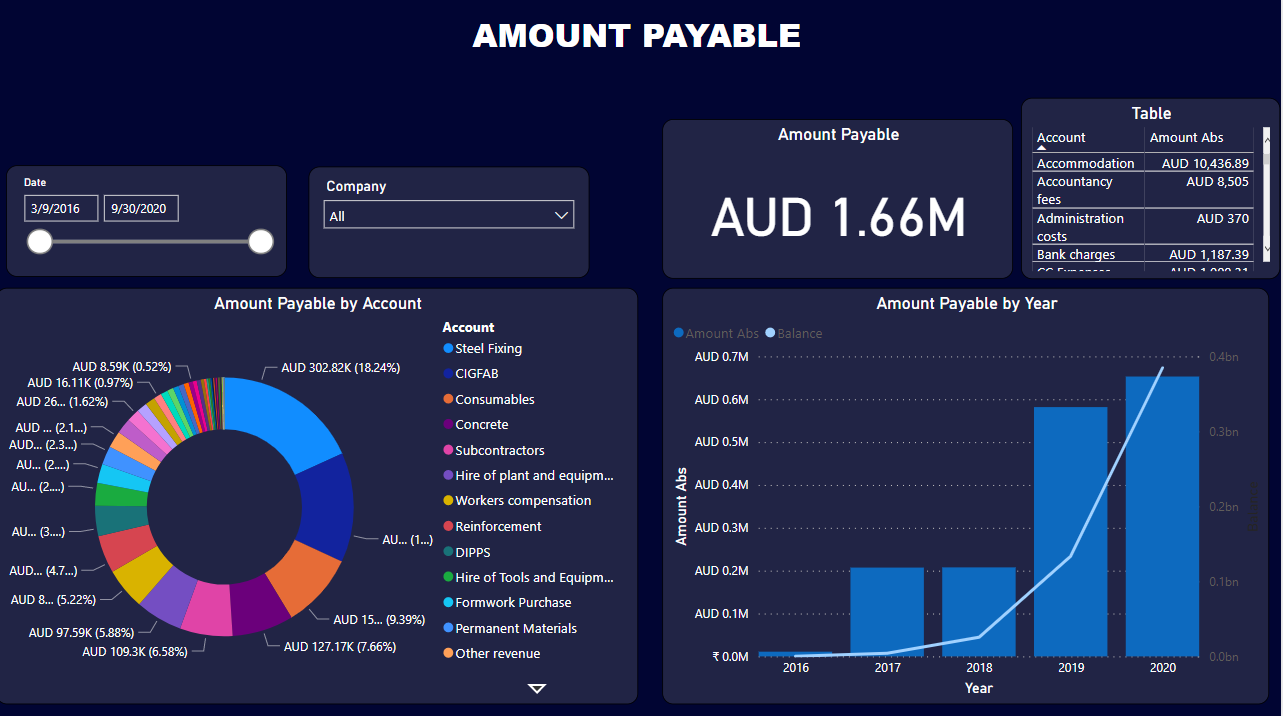 AMOUNT PAYABLE
Date
3/9/2016
9/30/2020
Company
All
Amount Payable
AUD 1.66M
Table
Account
Amount Abs
Accommodation
AUD 10,436.89
Accountancy
fees
AUD 8,505
Administration
costs
AUD 370
Bank charges
AUD 1,187.39
Amount Payable by Account
AUD 302.82K (18.24%)
AU... (1...)
AUD 15... (9.39%)
AUD 127.17K (7.66%)
AUD 109.3K (6.58%)
AUD 97.59K (5.88%)
AUD 8... (5.22%)
AUD... (4.7...)
AU... (3....)
AU... (2....)
AU... (2....)
AUD... (2.3...)
AUD ... (2.1...)
AUD 26... (1.62%)
AUD 16.11K (0.97%)
AUD 8.59K (0.52%)
Account
Steel Fixing
CIGFAB
Consumables
Concrete
Subcontractors
Hire of plant and equipm...
Workers compensation
Reinforcement
DIPPS
Hire of Tools and Equipm...
Formwork Purchase
Permanent Materials
Other revenue
Amount Payable by Year
Amount Abs
Balance
AUD 0.7M
AUD 0.6M
AUD 0.5M
AUD 0.4M
AUD 0.3M
AUD 0.2M
AUD 0.1M
₹ 0.0M
Amount Abs
0.4bn
0.3bn
0.2bn
0.1bn
0.0bn
2016
2017
2018
2019
2020
Year